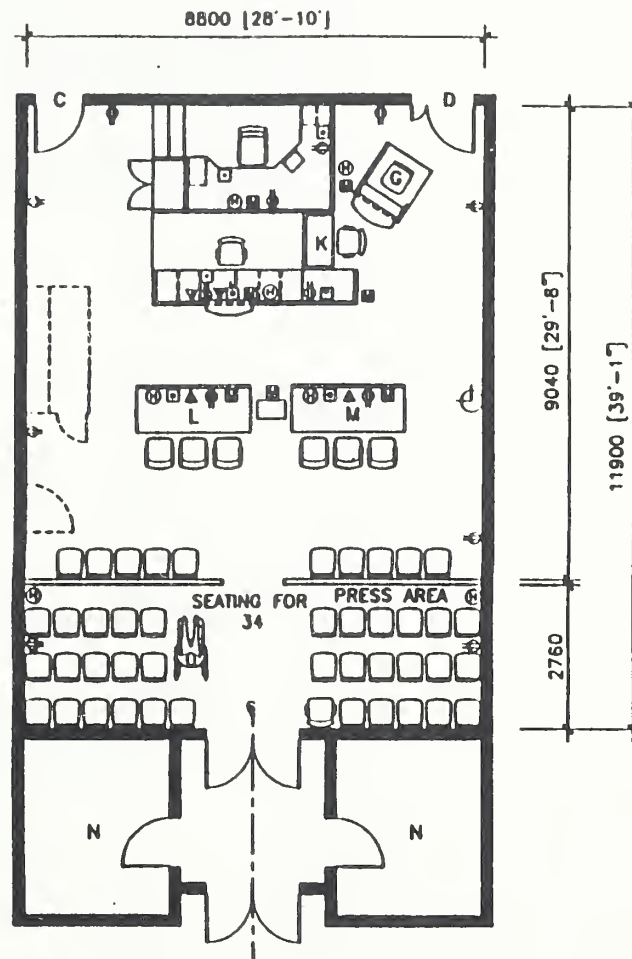 8800 [28'-10']
C
D
G
K
H
H
H
9040 [29'-8"]
11900 [39'-1"]
H
H
L
M
SEATING FOR
34
PRESS AREA
H
H
2760
N
N